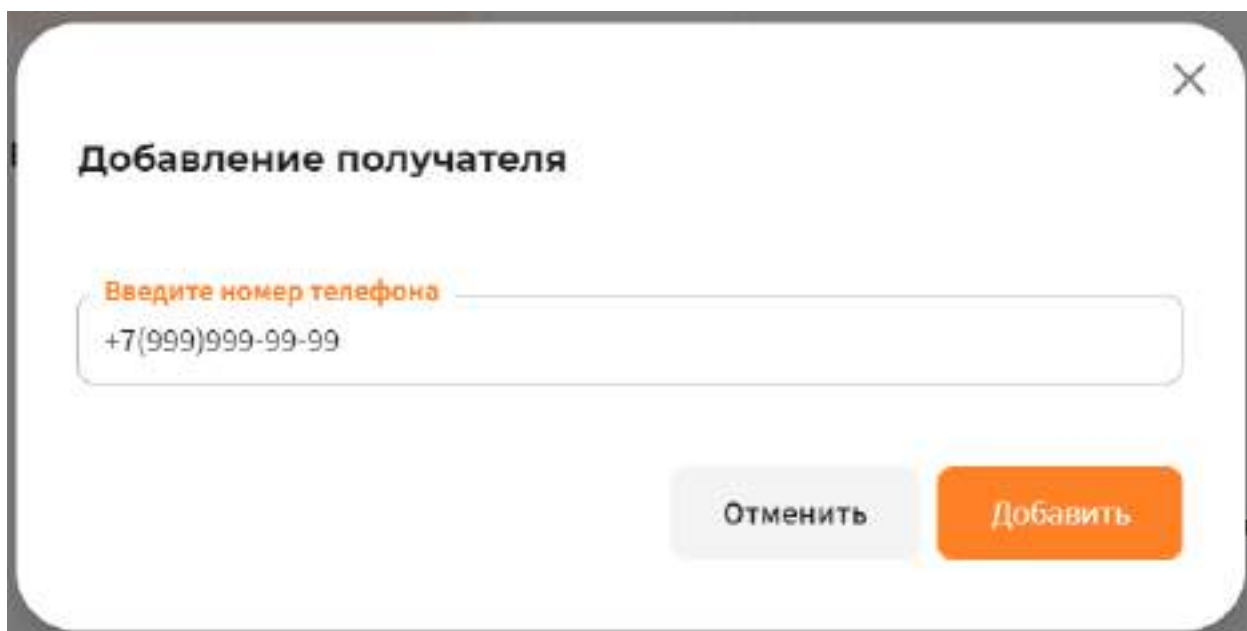 Добавление получателя
Введите номер телефона
+7(999)999-99-99
Отменить
Добавить